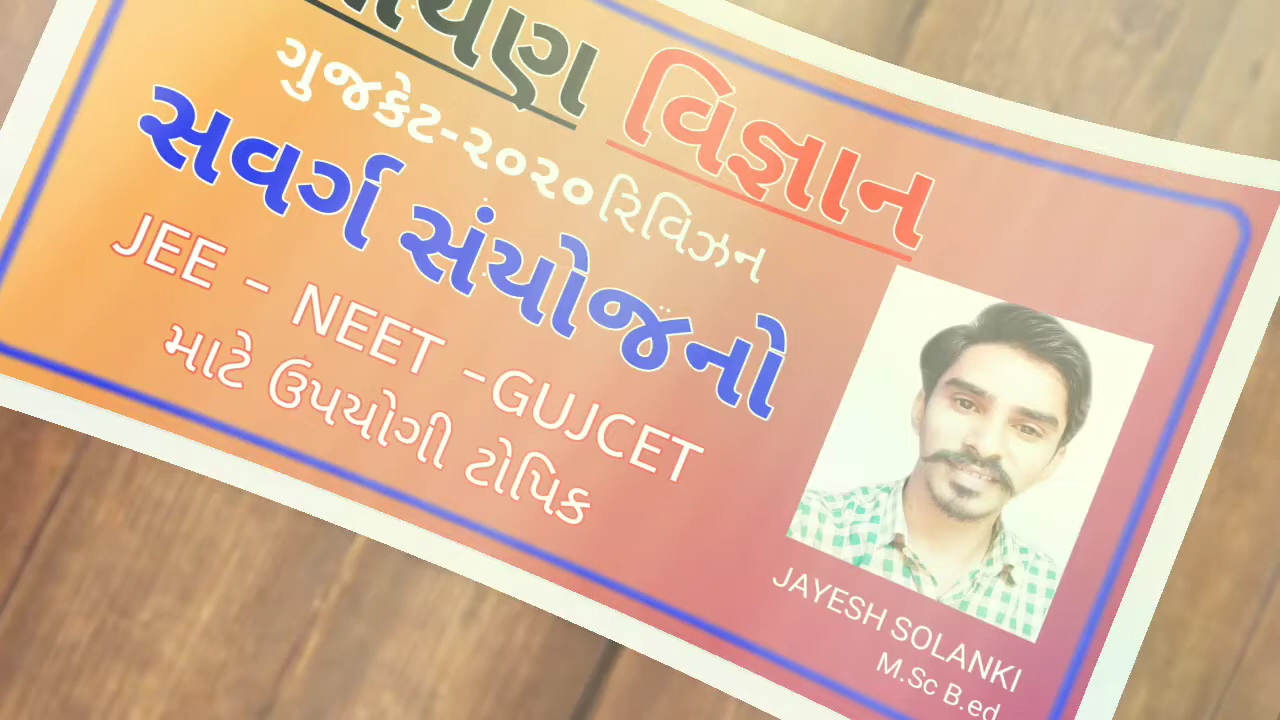 વિજ્ઞાન
ગુજકેટ-૨૦૨૦ રિવિઝન
સવર્ગ સંયોજનો
JEE - NEET -GUJCET
માટે ઉપયોગી ટોપિક
JAYESH SOLANKI
M.Sc B.ed